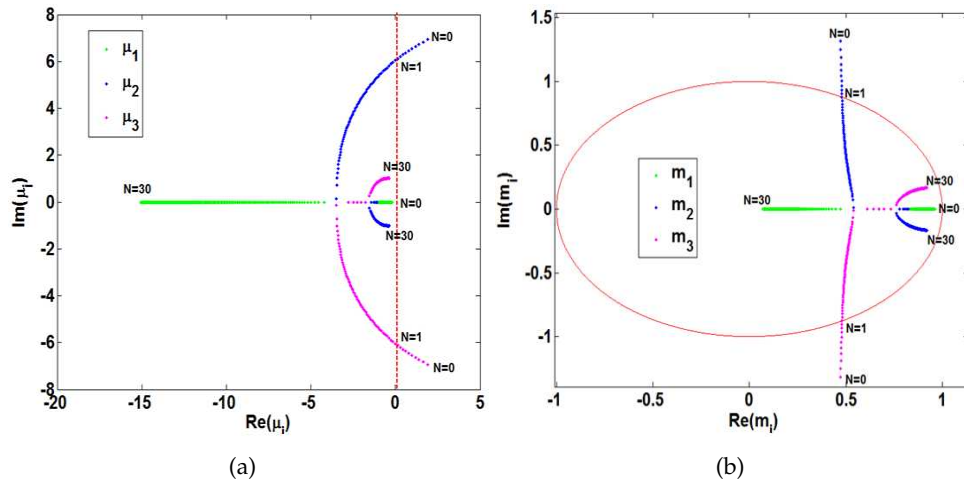 8
6
4
2
0
-2
-4
-6
-8
-20
-15
-10
-5
0
5
Im(μi)
Re(μi)
μ1
μ2
μ3
N=0
N=1
N=30
N=0
N=30
N=1
N=0
(a)
1.5
1
0.5
0
-0.5
-1
-1
-0.5
0
0.5
1
Im(mi)
Re(mi)
m1
m2
m3
N=0
N=1
N=30
N=30
N=0
N=30
N=1
N=0
(b)